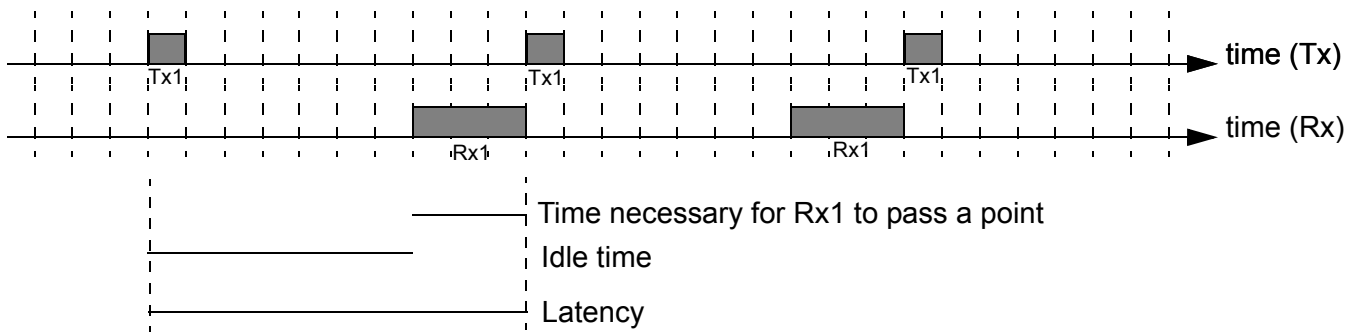 time (Tx)
Tx1 Tx1 Tx1
time (Rx)
Rx1 Rx1
Time necessary for Rx1 to pass a point
Idle time
Latency